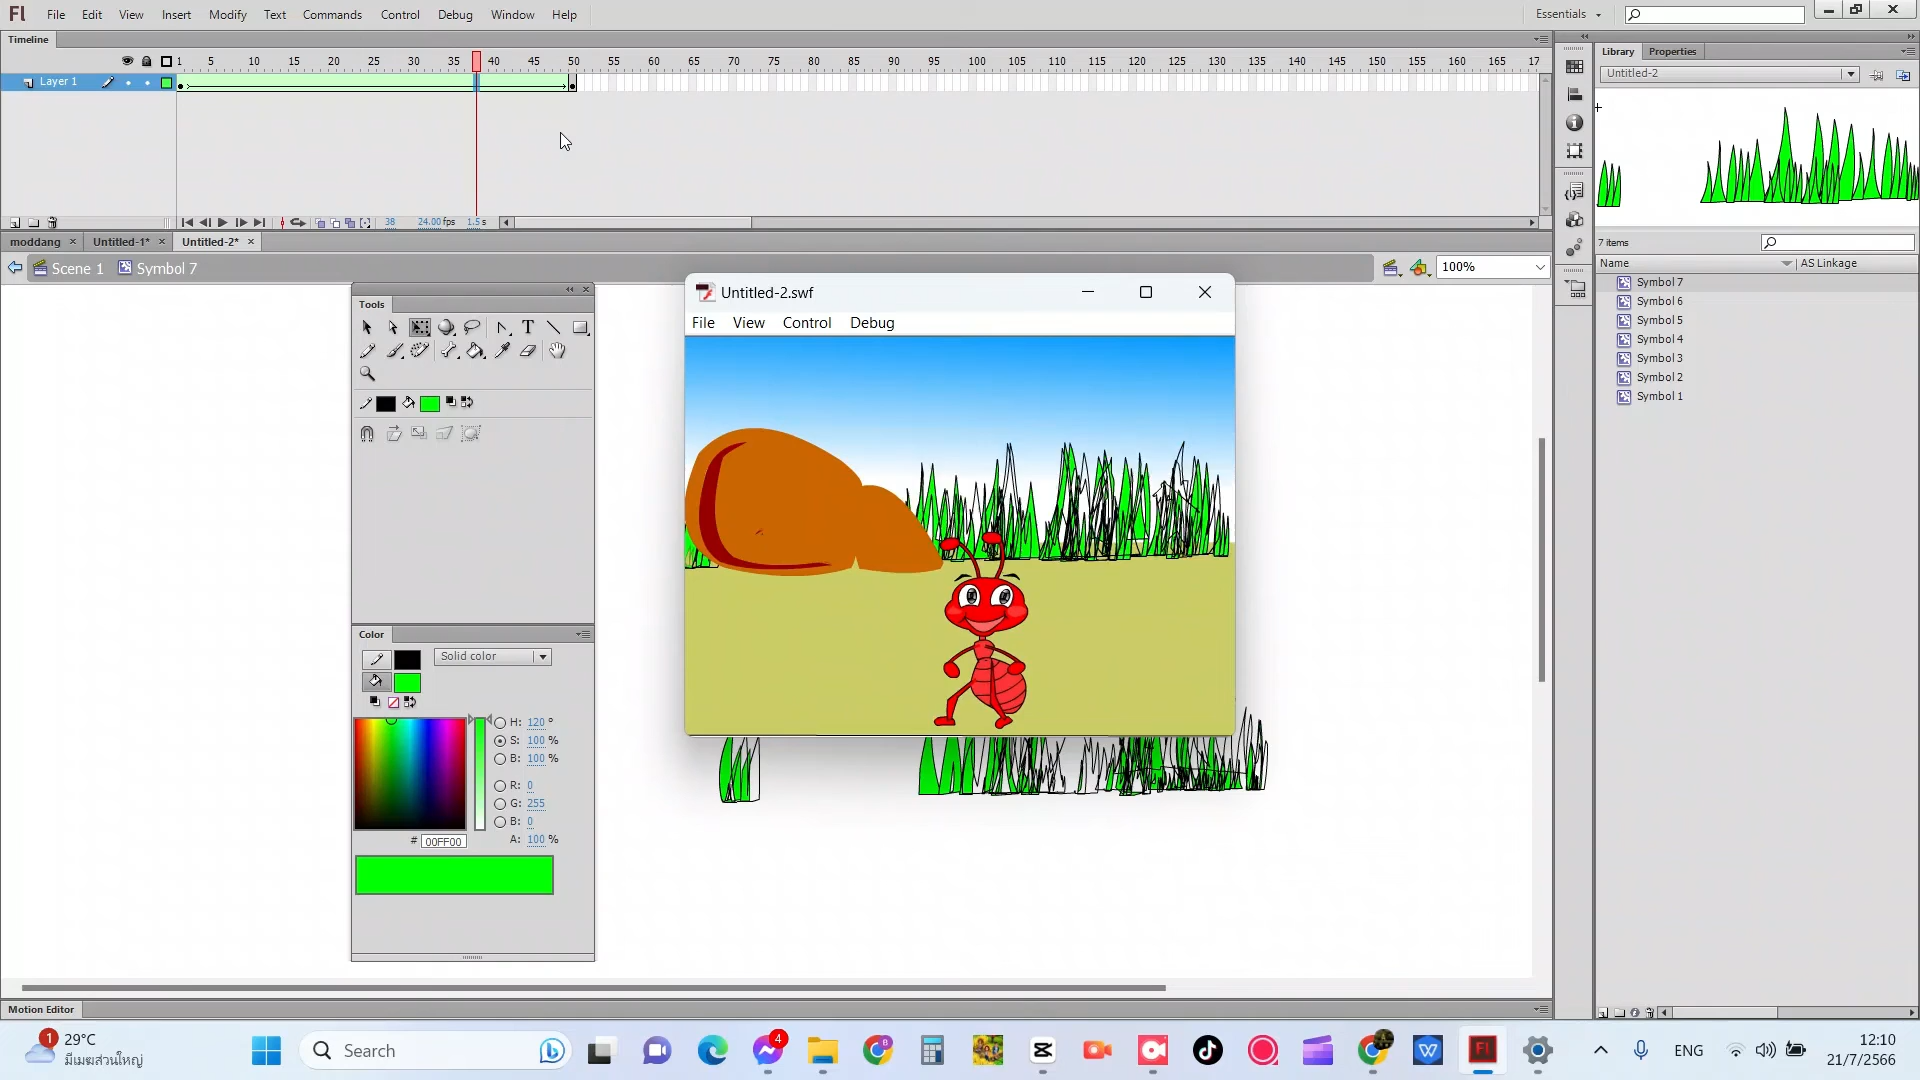 Fl File Edit View Insert Modify Text Commands Control Debug Window Help Essentials
Timeline
1 5 10 15 20 25 30 35 40 45 50 55 60 65 70 75 80 85 90 95 100 105 110 115 120 125 130 135 140 145 150 155 160 165 17
Layer 1
38 24.00 fps 1.5 s
moddang Untitled-1* Untitled-2*
Scene 1 Symbol 7 100%
Tools
Color
Solid color
H: 120 °
S: 100 %
B: 100 %
R: 0
G: 255
B: 0
A: 100 %
# 00FF00
Untitled-2.swf
File View Control Debug
Library Properties
Untitled-2
7 items
Name AS Linkage
Symbol 7
Symbol 6
Symbol 5
Symbol 4
Symbol 3
Symbol 2
Symbol 1
Motion Editor
1 29°C
มีเมฆส่วนใหญ่
Search
4
ENG
12:10
21/7/2566